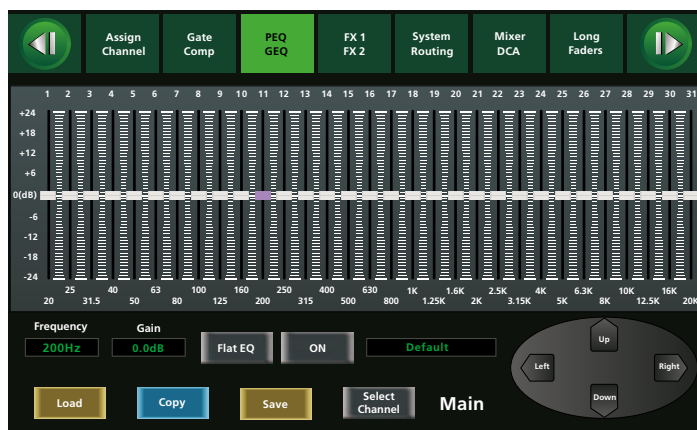 Assign Channel
Gate Comp
PEQ GEQ
FX 1 FX 2
System Routing
Mixer DCA
Long Faders
1 2 3 4 5 6 7 8 9 10 11 12 13 14 15 16 17 18 19 20 21 22 23 24 25 26 27 28 29 30 31
+24
+18
+12
+6
0(dB)
-6
-12
-18
-24
25 40 63 100 160 250 400 630 1K 1.6K 2.5K 4K 6.3K 10K 16K
20 31.5 50 80 125 200 315 500 800 1.25K 2K 3.15K 5K 8K 12.5K 20K
Frequency Gain
200Hz 0.0dB Flat EQ ON Default
Up
Left Right
Down
Load Copy Save Select Channel Main